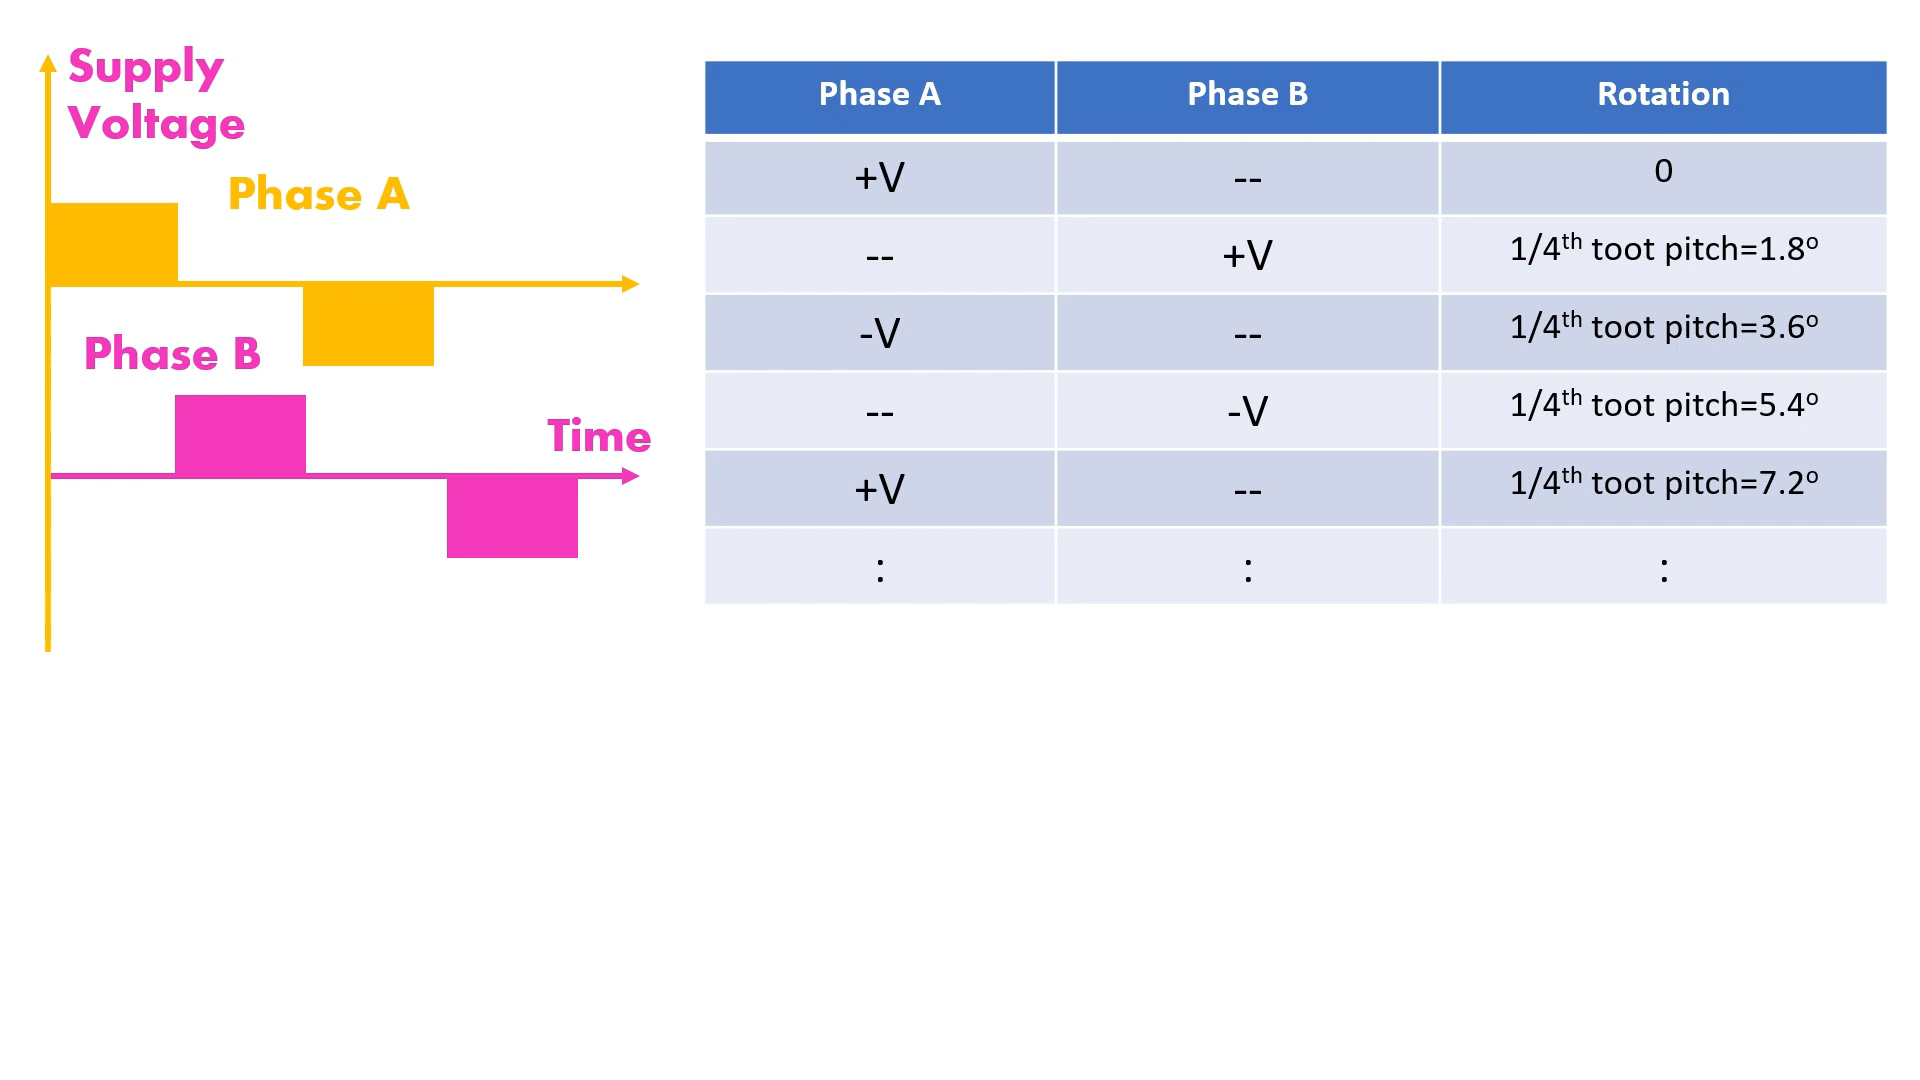 Supply
Voltage
Phase A
Phase B
Time
Phase A Phase B Rotation
+V -- 0
-- +V 1/4th toot pitch=1.8o
-V -- 1/4th toot pitch=3.6o
-- -V 1/4th toot pitch=5.4o
+V -- 1/4th toot pitch=7.2o
: : :